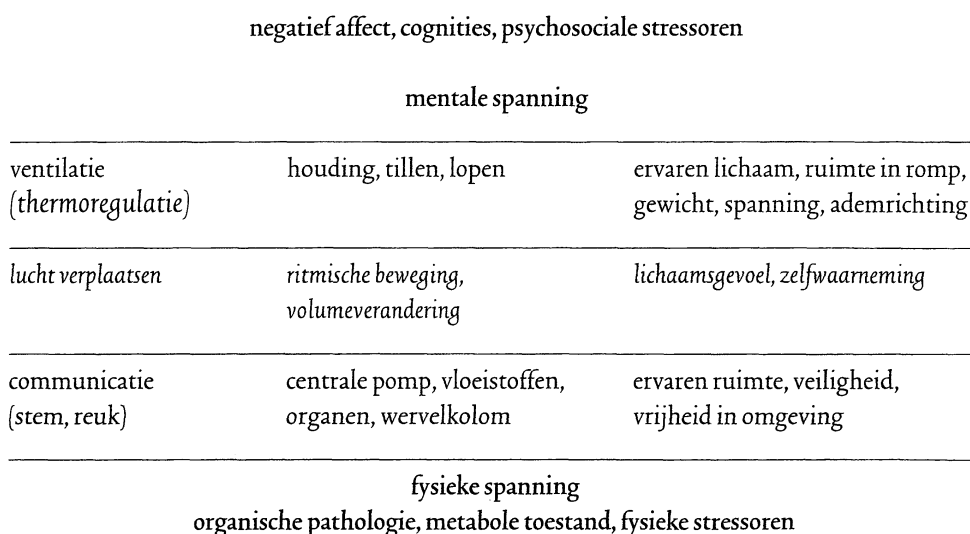 negatief affect, cognities, psychosociale stressoren
mentale spanning
ventilatie houding, tillen, lopen ervaren lichaam, ruimte in romp,
(thermoregulatie) gewicht, spanning, ademrichting
lucht verplaatsen ritmische beweging, lichaamsgevoel, zelfwaarneming
volumeverandering
communicatie centrale pomp, vloeistoffen, ervaren ruimte, veiligheid,
(stem, reuk) organen, wervelkolom vrijheid in omgeving
fysieke spanning
organische pathologie, metabole toestand, fysieke stressoren